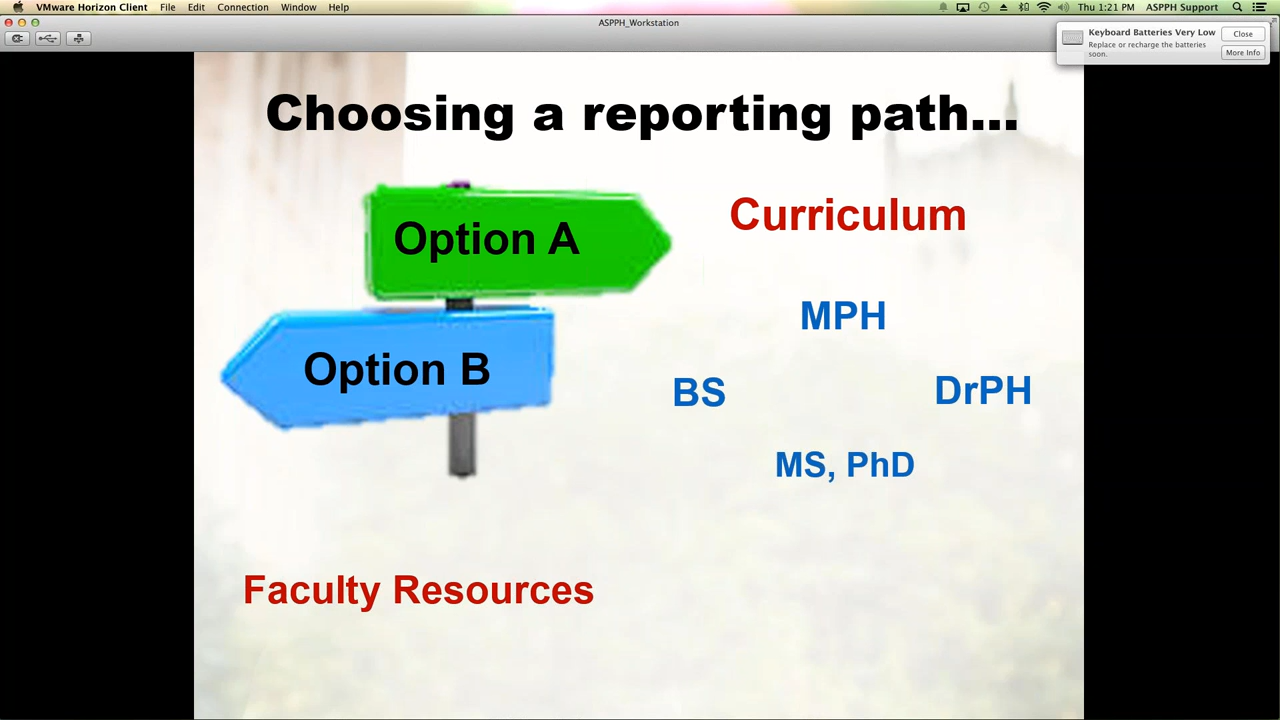 VMware Horizon Client File Edit Connection Window Help Thu 1:21 PM ASPPH Support
ASPPH_Workstation
Keyboard Batteries Very Low
Replace or recharge the batteries
soon.
Close
More Info
Choosing a reporting path...
Option A
Option B
Curriculum
MPH
BS
DrPH
MS, PhD
Faculty Resources